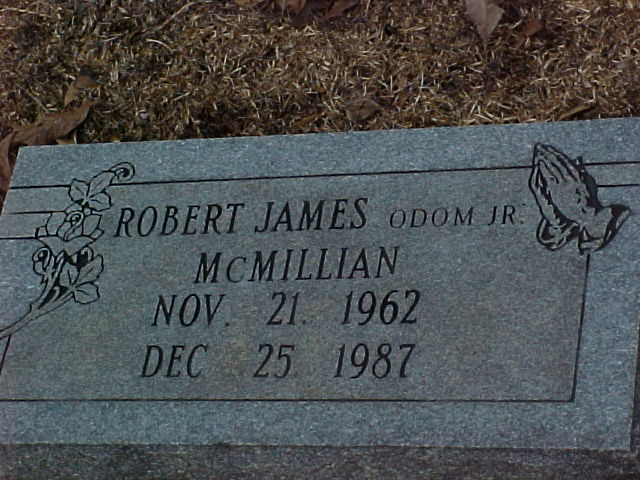 ROBERT JAMES ODOM JR.
McMILLIAN
NOV. 21. 1962
DEC 25 1987